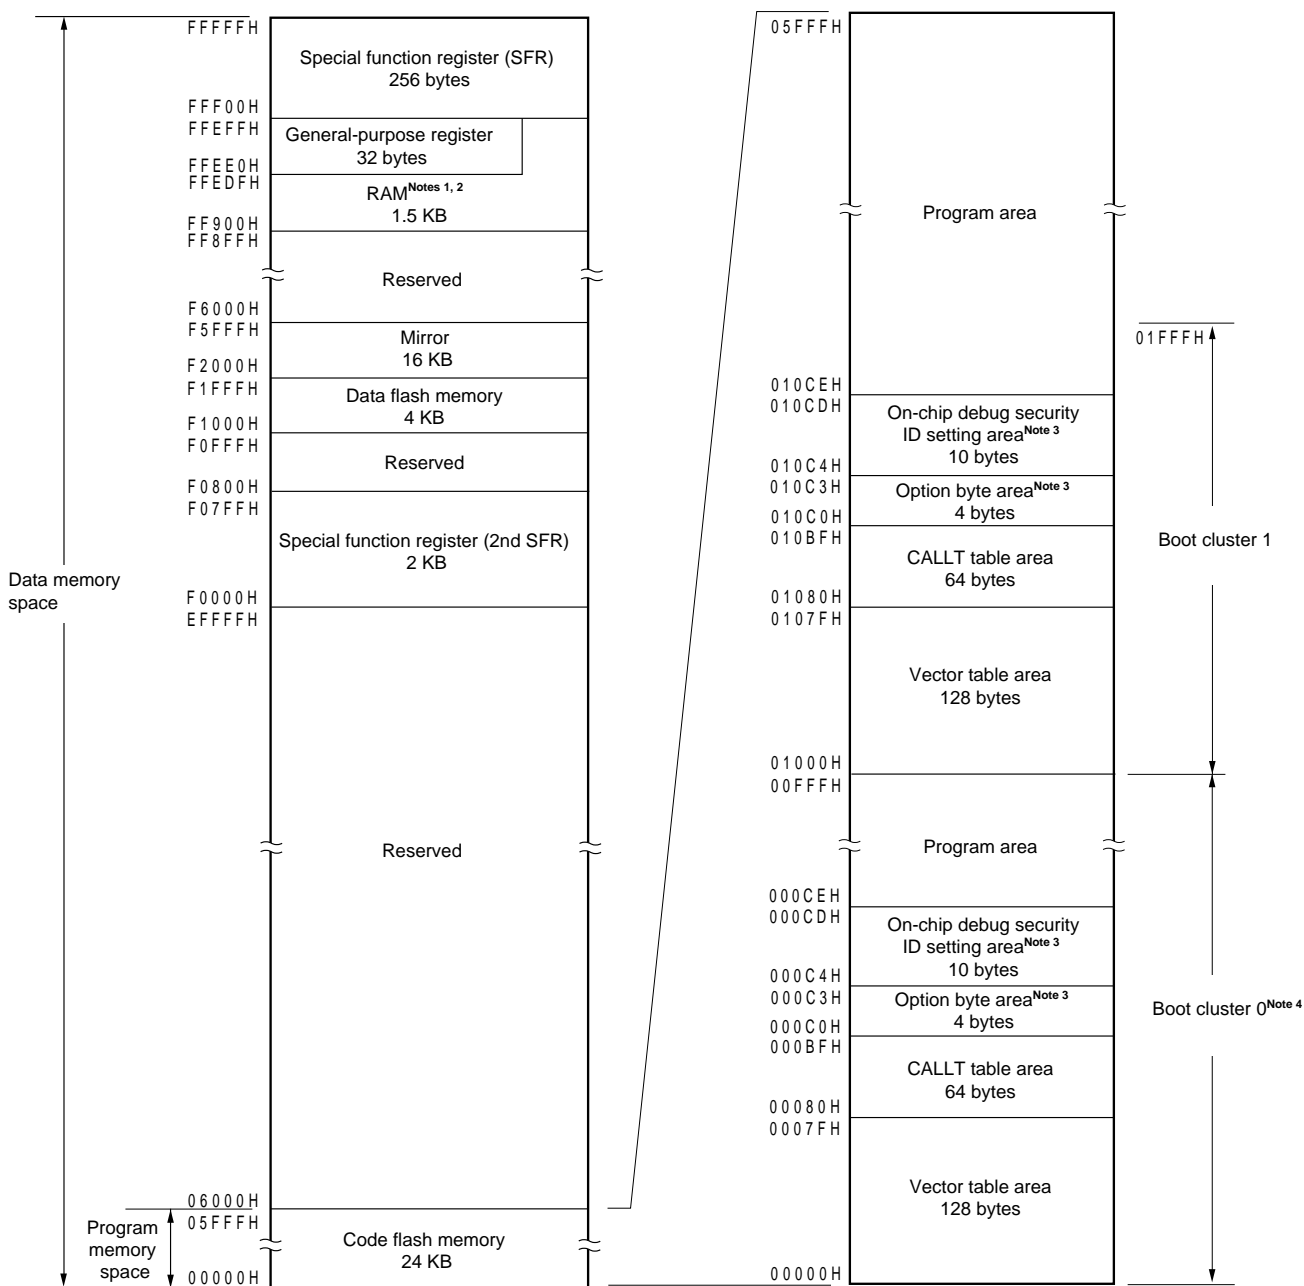 FFFFFH
Special function register (SFR)
256 bytes
FFF00H
FFEFFH
General-purpose register
32 bytes
FFEE0H
FFEDFH
RAMNotes 1, 2
1.5 KB
FF900H
FF8FFH
Reserved
F6000H
F5FFFH
Mirror
16 KB
F2000H
F1FFFH
Data flash memory
4 KB
F1000H
F0FFFH
Reserved
F0800H
F07FFH
Special function register (2nd SFR)
2 KB
Data memory
space
F0000H
EFFFFH
Reserved
06000H
05FFFH
Program
memory
space
Code flash memory
24 KB
00000H
05FFFH
Program area
01FFFH
010CEH
010CDH
On-chip debug security
ID setting areaNote 3
10 bytes
010C4H
010C3H
Option byte areaNote 3
4 bytes
010C0H
010BFH
Boot cluster 1
CALLT table area
64 bytes
01080H
0107FH
Vector table area
128 bytes
01000H
00FFFH
Program area
000CEH
000CDH
On-chip debug security
ID setting areaNote 3
10 bytes
000C4H
000C3H
Option byte areaNote 3
4 bytes
Boot cluster 0Note 4
000C0H
000BFH
CALLT table area
64 bytes
00080H
0007FH
Vector table area
128 bytes
00000H